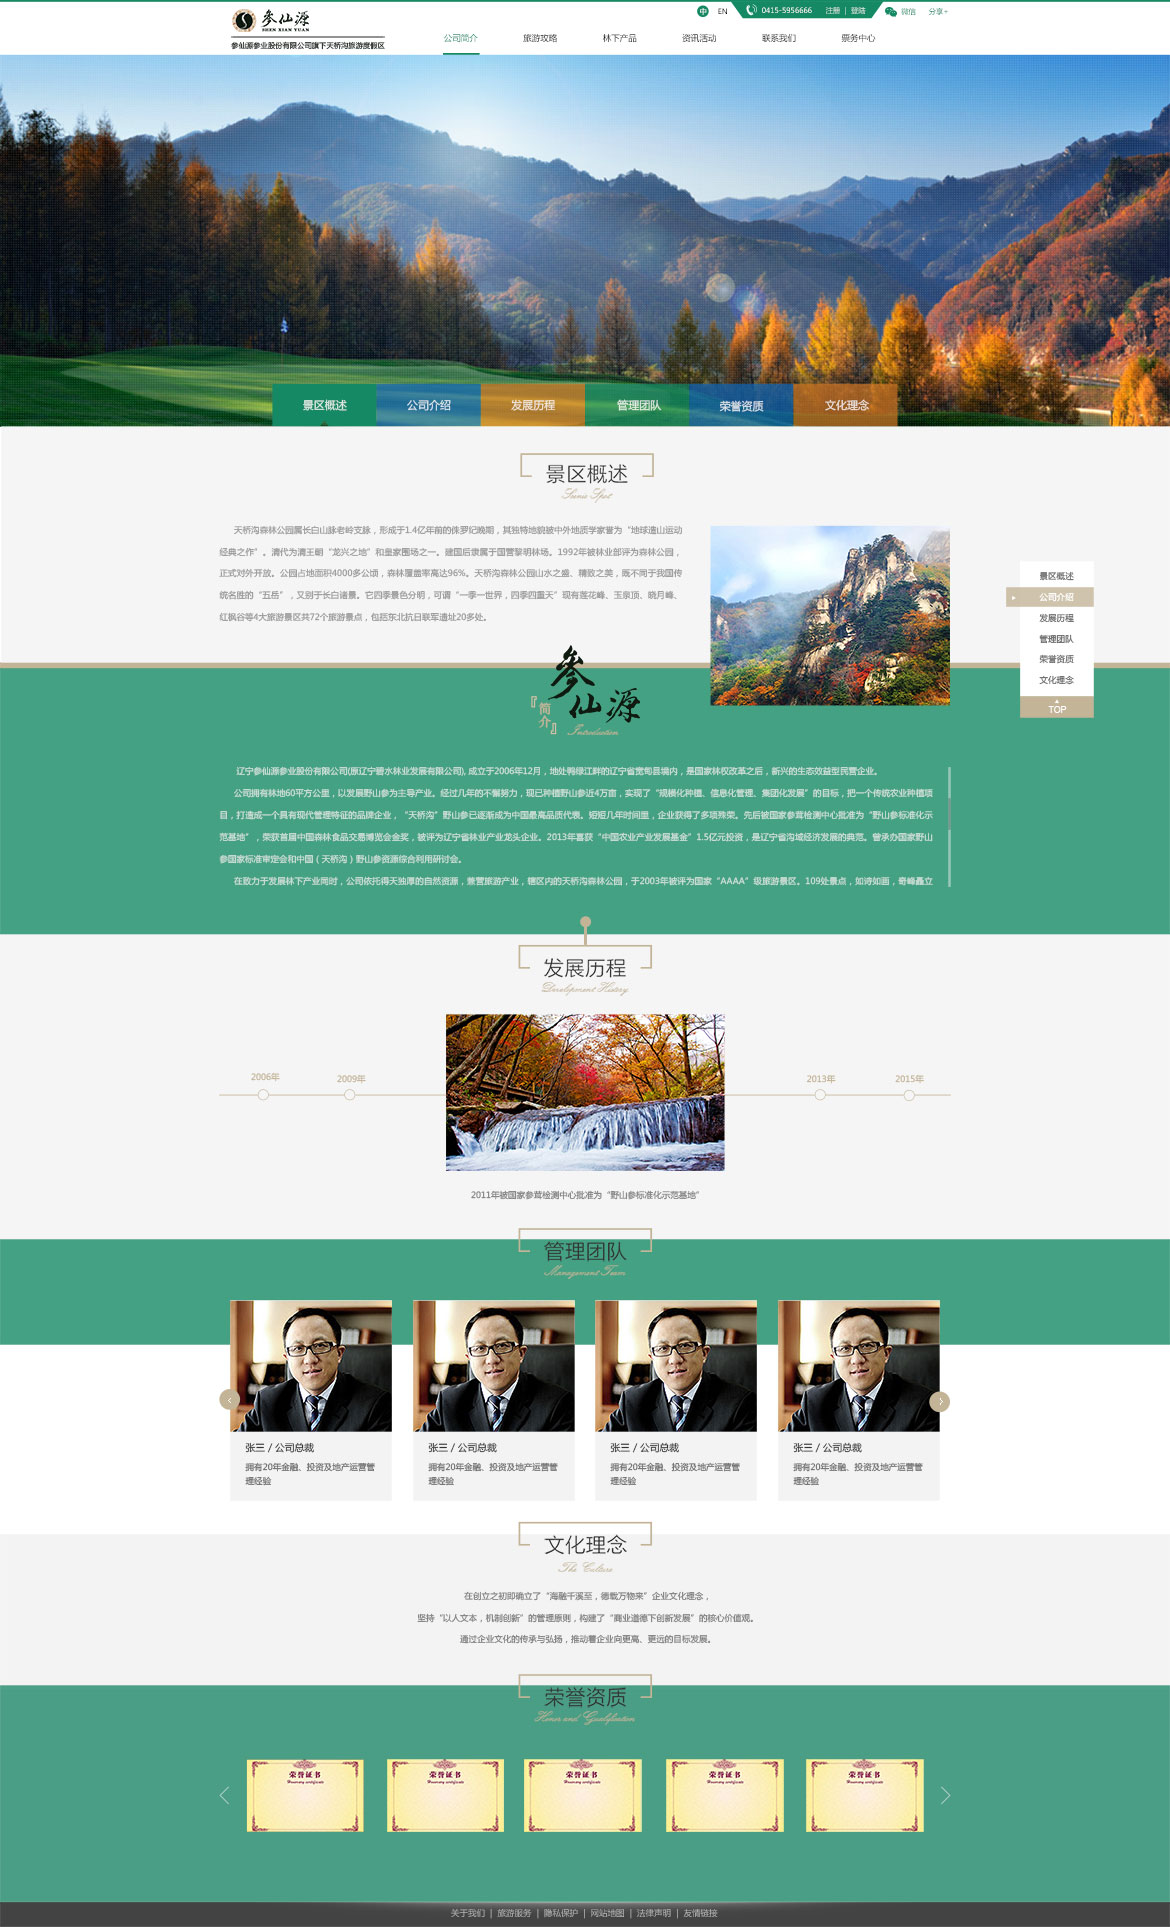 参仙源
SHEN XIAN YUAN
参仙源参业股份有限公司旗下天桥沟旅游度假区
中 EN 0415-5956666 注册 | 登陆 微信 分享+
公司简介 旅游攻略 林下产品 资讯活动 联系我们 票务中心
景区概述 公司介绍 发展历程 管理团队 荣誉资质 文化理念
景区概述
Scenic Spot
天桥沟森林公园属长白山脉老岭支脉，形成于1.4亿年前的侏罗纪晚期，其独特地貌被中外地质学家誉为“地球造山运动
经典之作”。清代为清王朝“龙兴之地”和皇家围场之一。建国后隶属于国营黎明林场。1992年被林业部评为森林公园，
正式对外开放。公园占地面积4000多公顷，森林覆盖率高达96%。天桥沟森林公园山水之盛、精致之美，既不同于我国传
统名胜的“五岳”，又别于长白诸景。它四季景色分明，可谓“一季一世界，四季四重天”现有莲花峰、玉泉顶、晓月峰、
红枫谷等4大旅游景区共72个旅游景点，包括东北抗日联军遗址20多处。
景区概述
公司介绍
发展历程
管理团队
荣誉资质
文化理念
TOP
参仙源
『简介』
Introduction
辽宁参仙源参业股份有限公司(原辽宁碧水林业发展有限公司), 成立于2006年12月，地处鸭绿江畔的辽宁省宽甸县境内，是国家林权改革之后，新兴的生态效益型民营企业。
公司拥有林地60平方公里，以发展野山参为主导产业。经过几年的不懈努力，现已种植野山参近4万亩，实现了“规模化种植、信息化管理、集团化发展”的目标，把一个传统农业种植项
目，打造成一个具有现代管理特征的品牌企业，“天桥沟”野山参已逐渐成为中国最高品质代表。短短几年时间里，企业获得了多项殊荣。先后被国家参茸检测中心批准为“野山参标准化示
范基地”，荣获首届中国森林食品交易博览会金奖，被评为辽宁省林业产业龙头企业。2013年喜获“中国农业产业发展基金”1.5亿元投资，是辽宁省沟域经济发展的典范。曾承办国家野山
参国家标准审定会和中国（天桥沟）野山参资源综合利用研讨会。
在致力于发展林下产业同时，公司依托得天独厚的自然资源，兼营旅游产业，辖区内的天桥沟森林公园，于2003年被评为国家“AAAA”级旅游景区。109处景点，如诗如画，奇峰矗立
发展历程
Development History
2006年 2009年 2013年 2015年
2011年被国家参茸检测中心批准为“野山参标准化示范基地”
管理团队
Management Team
张三 / 公司总裁 张三 / 公司总裁 张三 / 公司总裁 张三 / 公司总裁
拥有20年金融、投资及地产运营管 拥有20年金融、投资及地产运营管 拥有20年金融、投资及地产运营管 拥有20年金融、投资及地产运营管
理经验 理经验 理经验 理经验
文化理念
The Culture
在创立之初即确立了“海融千溪至，德载万物来”企业文化理念，
坚持“以人文本，机制创新”的管理原则，构建了“商业道德下创新发展”的核心价值观。
通过企业文化的传承与弘扬，推动着企业向更高、更远的目标发展。
荣誉资质
Honor and Qualification
荣誉证书 荣誉证书 荣誉证书 荣誉证书 荣誉证书
Honorary certificate Honorary certificate Honorary certificate Honorary certificate Honorary certificate
关于我们 | 旅游服务 | 隐私保护 | 网站地图 | 法律声明 | 友情链接